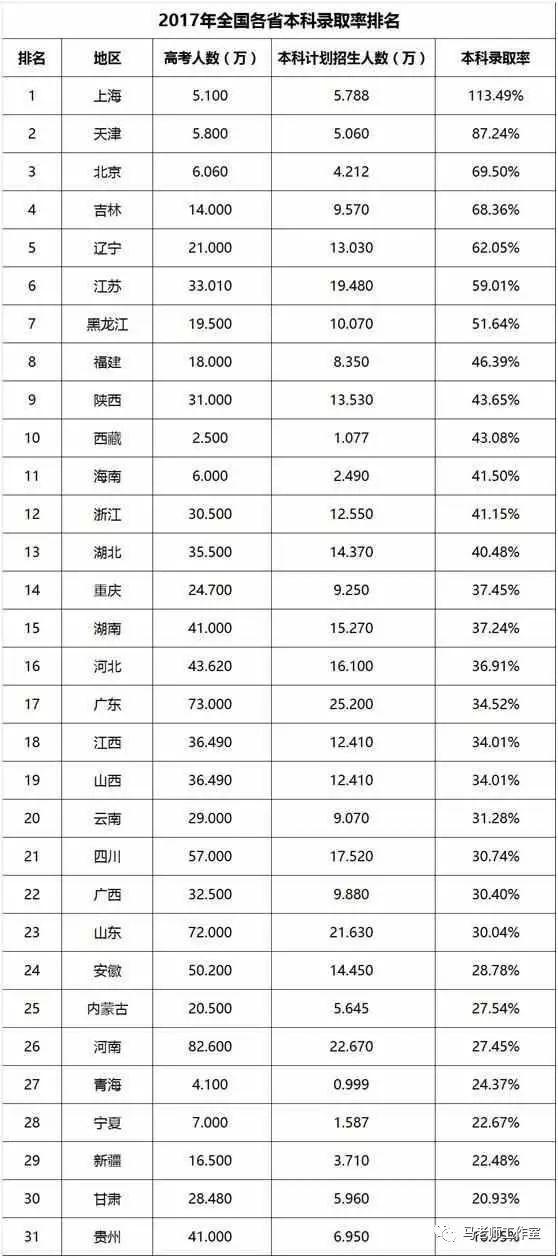 2017年全国各省本科录取率排名
排名 地区 高考人数（万） 本科计划招生人数（万） 本科录取率
1 上海 5.100 5.788 113.49%
2 天津 5.800 5.060 87.24%
3 北京 6.060 4.212 69.50%
4 吉林 14.000 9.570 68.36%
5 辽宁 21.000 13.030 62.05%
6 江苏 33.010 19.480 59.01%
7 黑龙江 19.500 10.070 51.64%
8 福建 18.000 8.350 46.39%
9 陕西 31.000 13.530 43.65%
10 西藏 2.500 1.077 43.08%
11 海南 6.000 2.490 41.50%
12 浙江 30.500 12.550 41.15%
13 湖北 35.500 14.370 40.48%
14 重庆 24.700 9.250 37.45%
15 湖南 41.000 15.270 37.24%
16 河北 43.620 16.100 36.91%
17 广东 73.000 25.200 34.52%
18 江西 36.490 12.410 34.01%
19 山西 36.490 12.410 34.01%
20 云南 29.000 9.070 31.28%
21 四川 57.000 17.520 30.74%
22 广西 32.500 9.880 30.40%
23 山东 72.000 21.630 30.04%
24 安徽 50.200 14.450 28.78%
25 内蒙古 20.500 5.645 27.54%
26 河南 82.600 22.670 27.45%
27 青海 4.100 0.999 24.37%
28 宁夏 7.000 1.587 22.67%
29 新疆 16.500 3.710 22.48%
30 甘肃 28.480 5.960 20.93%
31 贵州 41.000 6.950
马老师工作室